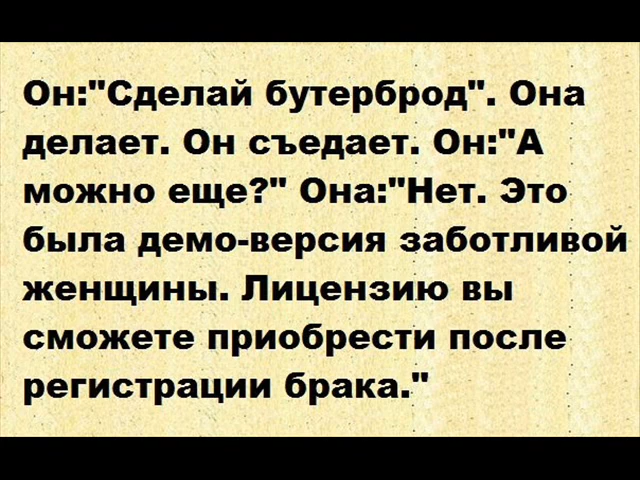 Он:"Сделай бутерброд". Она
делает. Он съедает. Он:"А
можно еще?" Она:"Нет. Это
была демо-версия заботливой
женщины. Лицензию вы
сможете приобрести после
регистрации брака."